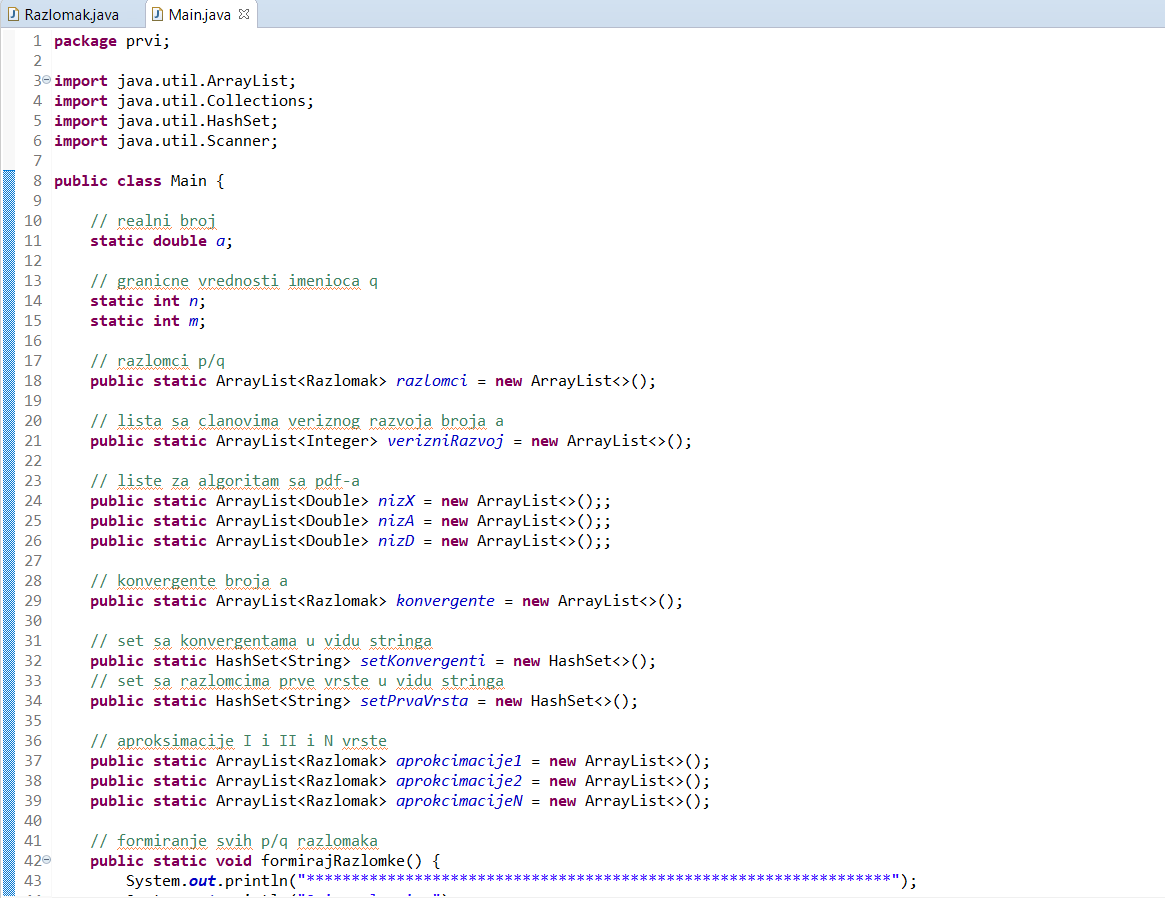 Razlomak.java Main.java
1 package prvi;
2
3 import java.util.ArrayList;
4 import java.util.Collections;
5 import java.util.HashSet;
6 import java.util.Scanner;
7
8 public class Main {
9
10 // realni broj
11 static double a;
12
13 // granicne vrednosti imenioca q
14 static int n;
15 static int m;
16
17 // razlomci p/q
18 public static ArrayList<Razlomak> razlomci = new ArrayList<>();
19
20 // lista sa clanovima veriznog razvoja broja a
21 public static ArrayList<Integer> verizniRazvoj = new ArrayList<>();
22
23 // liste za algoritam sa pdf-a
24 public static ArrayList<Double> nizX = new ArrayList<>();;
25 public static ArrayList<Double> nizA = new ArrayList<>();;
26 public static ArrayList<Double> nizD = new ArrayList<>();;
27
28 // konvergente broja a
29 public static ArrayList<Razlomak> konvergente = new ArrayList<>();
30
31 // set sa konvergentama u vidu stringa
32 public static HashSet<String> setKonvergenti = new HashSet<>();
33 // set sa razlomcima prve vrste u vidu stringa
34 public static HashSet<String> setPrvaVrsta = new HashSet<>();
35
36 // aproksimacije I i II i N vrste
37 public static ArrayList<Razlomak> aprokcimacije1 = new ArrayList<>();
38 public static ArrayList<Razlomak> aprokcimacije2 = new ArrayList<>();
39 public static ArrayList<Razlomak> aprokcimacijeN = new ArrayList<>();
40
41 // formiranje svih p/q razlomaka
42 public static void formirajRazlomke() {
43 System.out.println("*****************************************************************");